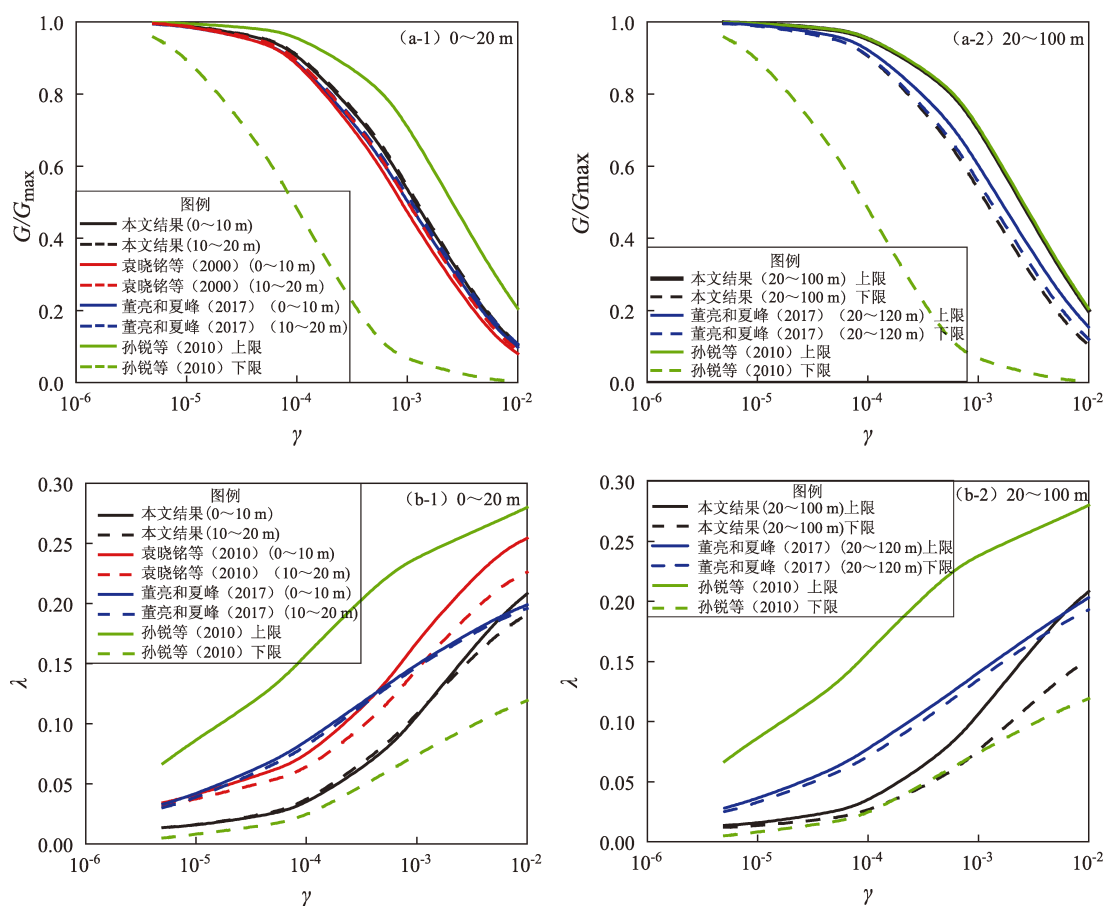 (a-1) 0～20 m
G/Gmax
1.0
0.8
0.6
0.4
0.2
0.0
图例
本文结果(0～10 m)
本文结果(10～20 m)
袁晓铭等（2000）(0～10 m)
袁晓铭等（2000）(10～20 m)
董亮和夏峰（2017）（0～10 m)
董亮和夏峰（2017）（10～20 m)
孙锐等（2010）上限
孙锐等（2010）下限
10-6
10-5
10-4
10-3
10-2
γ
（a-2）20～100 m
G/Gmax
1.0
0.8
0.6
0.4
0.2
0.0
图例
本文结果（20～100 m）上限
本文结果（20～100 m）下限
董亮和夏峰（2017）（20～120 m）上限
董亮和夏峰（2017）（20～120 m）下限
孙锐等（2010）上限
孙锐等（2010）下限
10-6
10-5
10-4
10-3
10-2
γ
(b-1) 0～20 m
λ
0.30
0.25
0.20
0.15
0.10
0.05
0.00
图例
本文结果(0～10 m)
本文结果(10～20 m)
袁晓铭等（2010）(0～10 m)
袁晓铭等（2010）（10～20 m)
董亮和夏峰（2017）(0～10 m)
董亮和夏峰（2017）(10～20 m)
孙锐等（2010）上限
孙锐等（2010）下限
10-6
10-5
10-4
10-3
10-2
γ
(b-2) 20～100 m
λ
0.30
0.25
0.20
0.15
0.10
0.05
0.00
图例
本文结果(20～100 m)上限
本文结果(20～100 m)下限
董亮和夏峰（2017）(20～120 m)上限
董亮和夏峰（2017）(20～120 m)下限
孙锐等（2010）上限
孙锐等（2010）下限
10-6
10-5
10-4
10-3
10-2
γ